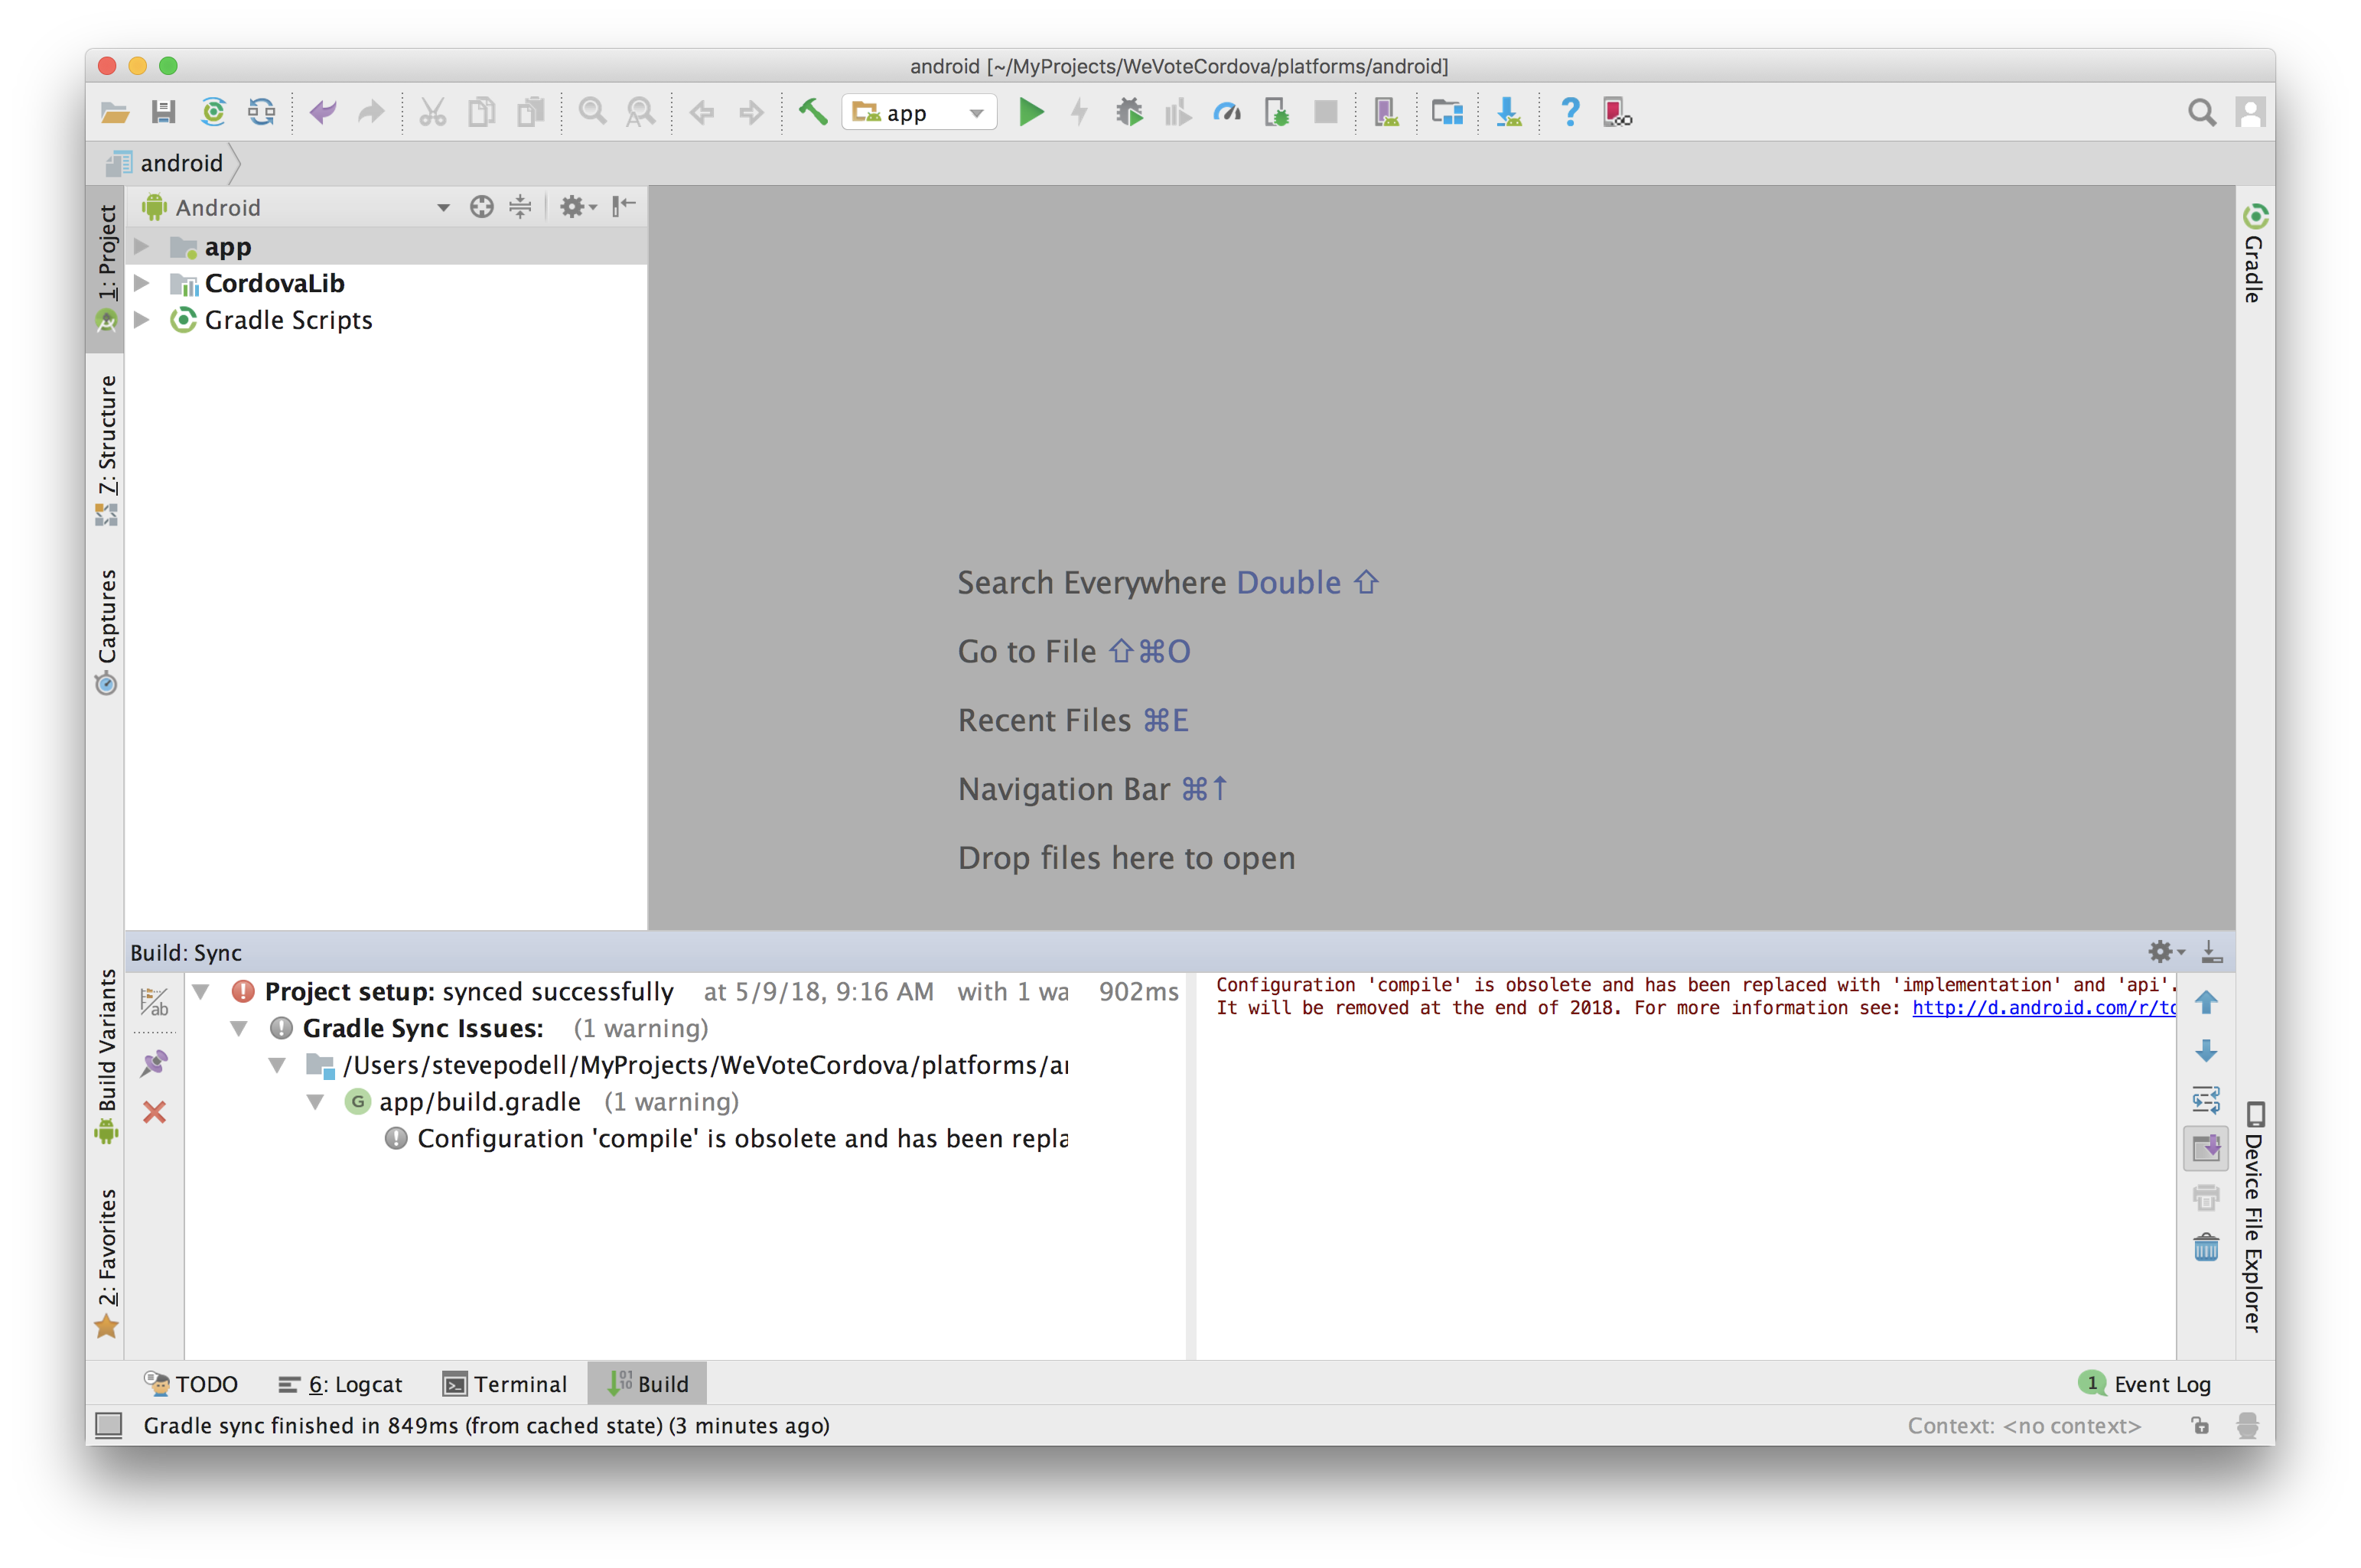 android [~/MyProjects/WeVoteCordova/platforms/android]
app
android
1: Project
7: Structure
Captures
Build Variants
2: Favorites
Android
app
CordovaLib
Gradle Scripts
Search Everywhere Double ⇧
Go to File ⇧⌘O
Recent Files ⌘E
Navigation Bar ⌘↑
Drop files here to open
Gradle
Device File Explorer
Build: Sync
Project setup: synced successfully at 5/9/18, 9:16 AM with 1 wa 902ms
Gradle Sync Issues: (1 warning)
/Users/stevepodell/MyProjects/WeVoteCordova/platforms/ar
app/build.gradle (1 warning)
Configuration 'compile' is obsolete and has been repla
Configuration 'compile' is obsolete and has been replaced with 'implementation' and 'api'.
It will be removed at the end of 2018. For more information see: http://d.android.com/r/to
TODO
6: Logcat
Terminal
Build
1 Event Log
Gradle sync finished in 849ms (from cached state) (3 minutes ago)
Context: <no context>